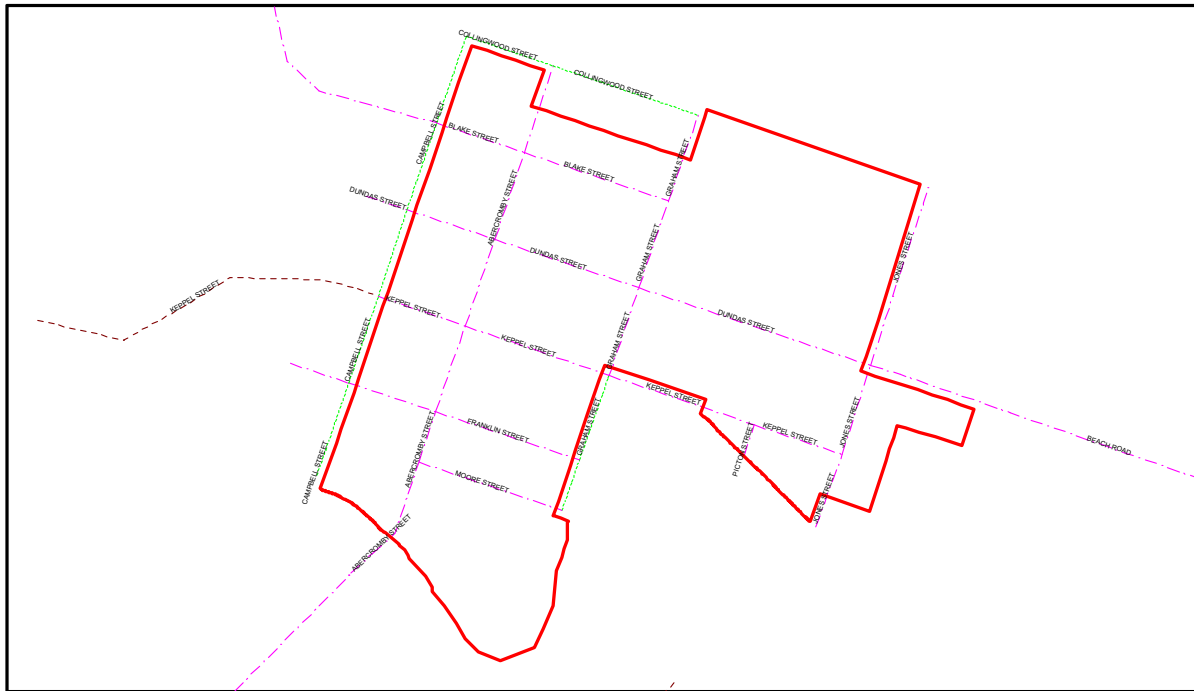 COLLINGWOOD STREET
COLLINGWOOD STREET
CAMPBELL STREET
BLAKE STREET
BLAKE STREET
GRAHAM STREET
DUNDAS STREET
ABERCROMBY STREET
DUNDAS STREET
GRAHAM STREET
JONES STREET
KEPPEL STREET
KEPPEL STREET
DUNDAS STREET
KEPPEL STREET
GRAHAM STREET
CAMPBELL STREET
KEPPEL STREET
GRAHAM STREET
FRANKLIN STREET
ABERCROMBY STREET
KEPPEL STREET
PICTON STREET
JONES STREET
BEACH ROAD
CAMPBELL STREET
MOORE STREET
JONES STREET
ABERCROMBY STREET